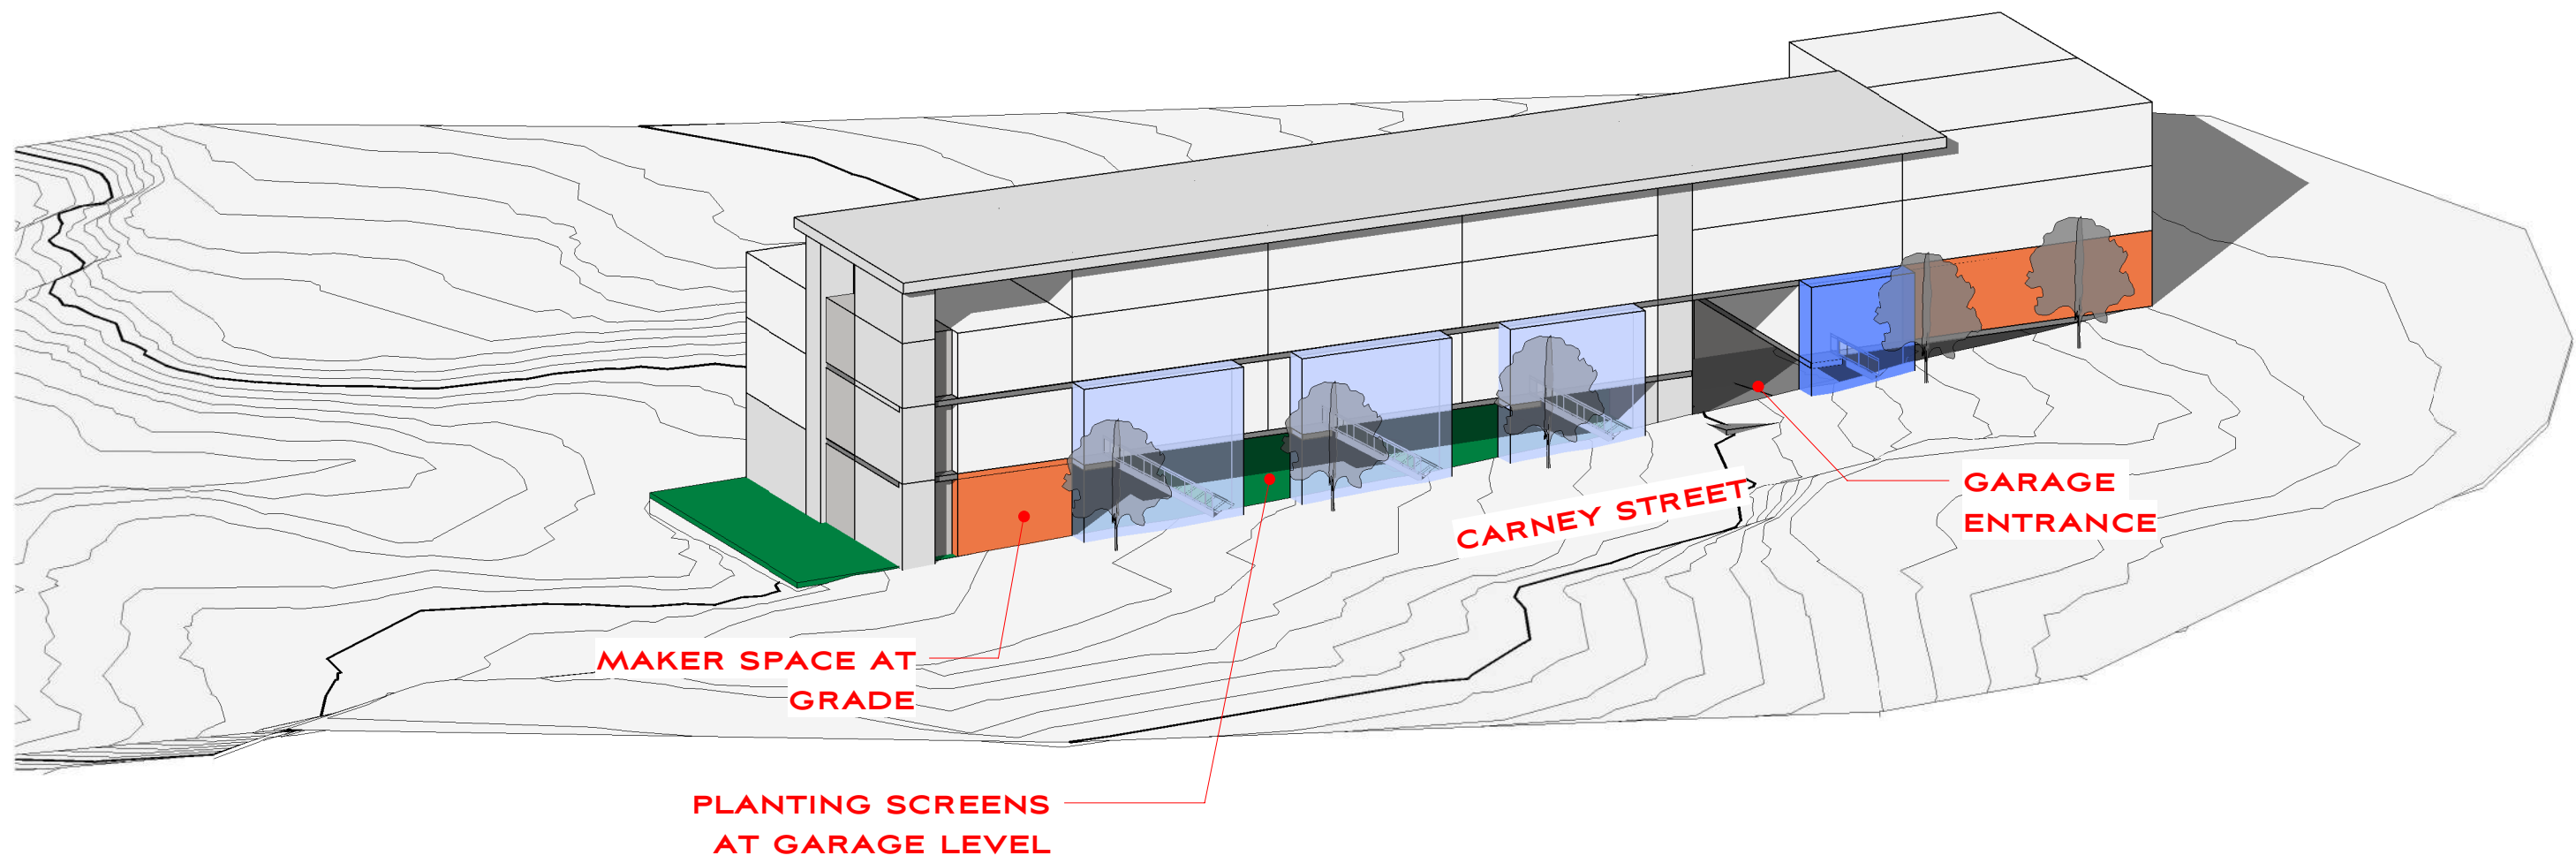 CARNEY STREET
GARAGE
ENTRANCE
MAKER SPACE AT
GRADE
PLANTING SCREENS
AT GARAGE LEVEL